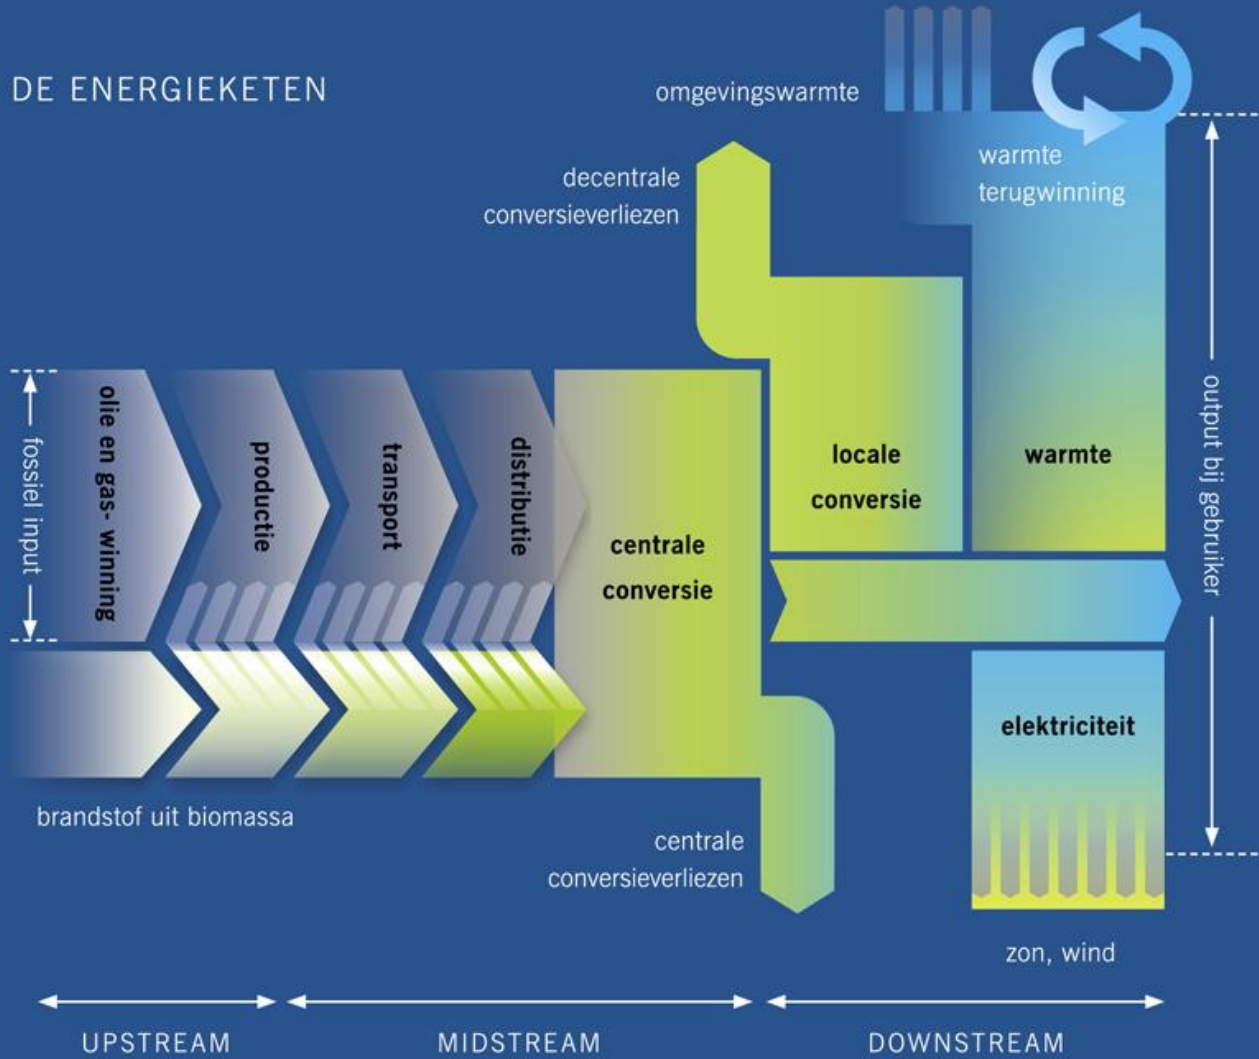 DE ENERGIEKETEN
omgevingswarmte
decentrale
conversieverliezen
warmte
terugwinning
fossiel input
olie en gas- winning
productie
transport
distributie
centrale
conversie
locale
conversie
warmte
output bij gebruiker
elektriciteit
brandstof uit biomassa
centrale
conversieverliezen
zon, wind
UPSTREAM
MIDSTREAM
DOWNSTREAM